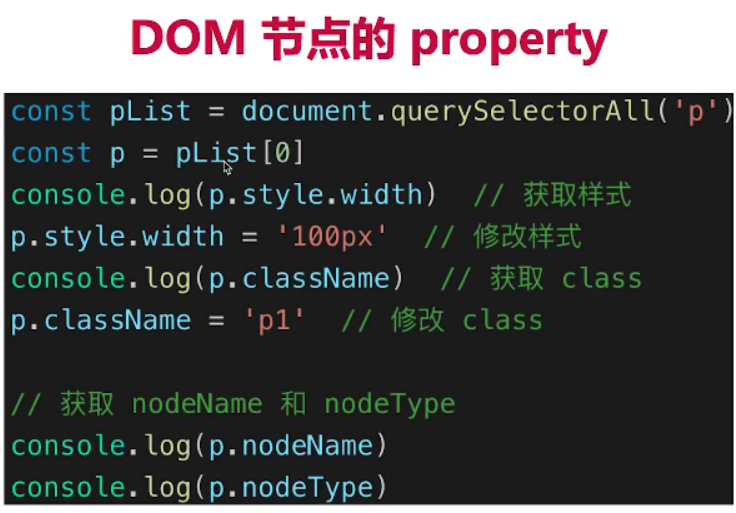 DOM 节点的 property
const pList = document.querySelectorAll('p')
const p = pList[0]
console.log(p.style.width)  // 获取样式
p.style.width = '100px'  // 修改样式
console.log(p.className)  // 获取 class
p.className = 'p1'  // 修改 class
// 获取 nodeName 和 nodeType
console.log(p.nodeName)
console.log(p.nodeType)